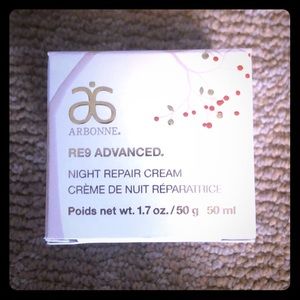 ARBONNE.
RE9 ADVANCED.
NIGHT REPAIR CREAM
CRÈME DE NUIT RÉPARATRICE
Poids net wt. 1.7 oz. / 50 g 50 ml